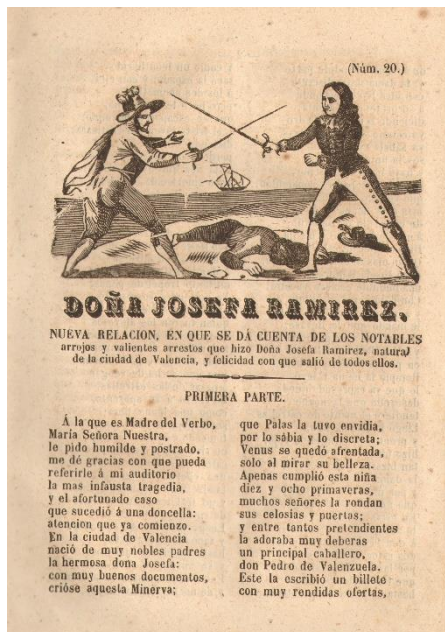 (Núm. 20.)
DOÑA JOSEFA RAMIREZ.
NUEVA RELACION, EN QUE SE DÁ CUENTA DE LOS NOTABLES
arrojos y valientes arrestos que hizo Doña Josefa Ramirez, natural
de la ciudad de Valencia, y felicidad con que salió de todos ellos.
PRIMERA PARTE.
Á la que es Madre del Verbo,
María Señora Nuestra,
le pido humilde y postrado,
me dé gracias con que pueda
referirle á mi auditorio
la mas infausta tragedia,
y el afortunado caso
que sucedió á una doncella:
atencion que ya comienzo.
En la ciudad de Valencia
nació de muy nobles padres
la hermosa dona Josefa:
con muy buenos documentos,
crióse aquesta Minerva;
que Palas la tuvo envidia,
por lo sábia y lo discreta;
Venus se quedó afrentada,
solo al mirar su belleza.
Apenas cumplió esta niña
diez y ocho primaveras,
muchos señores la rondan
sus celosias y puertas;
y entre tantos pretendientes
la adoraba muy deberas
un principal caballero,
don Pedro de Valenzuela.
Este la escribió un billete
con muy rendidas ofertas,